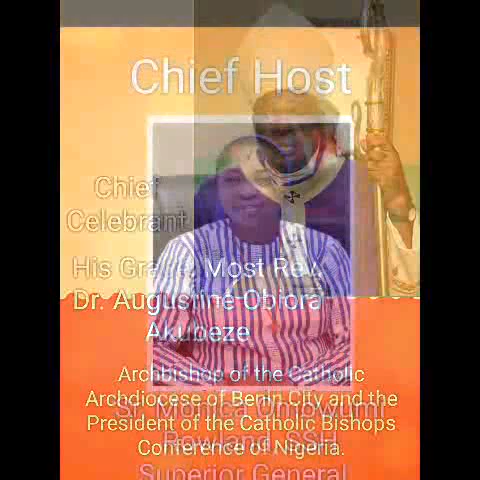 Chief Host
Chief
Celebrant
His Grace, Most Rev.
Dr. Augustine Obiora
Akubeze
Archbishop of the Catholic
Archdiocese of Benin City and the
President of the Catholic Bishops
Conference of Nigeria.
Sr. Monica Omowumi
Rowland, SSH
Superior General